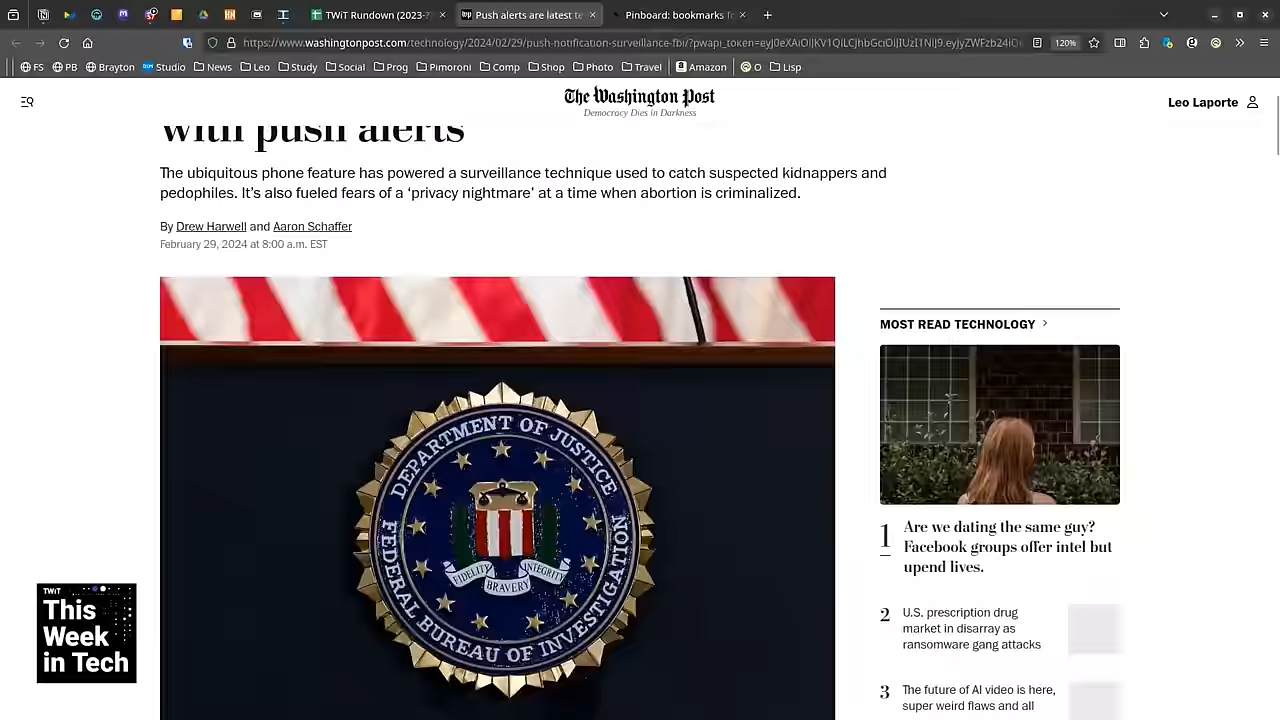 TWiT Rundown (2023-?
Push alerts are latest te
Pinboard: bookmarks f
https://www.washingtonpost.com/technology/2024/02/29/push-notification-surveillance-fbi/?pwapi_token=
120%
FS PB Brayton Studio News Leo Study Social Prog Pimoroni Comp Shop Photo Travel Amazon O Lisp
The Washington Post
Democracy Dies in Darkness
Leo Laporte
with push alerts
The ubiquitous phone feature has powered a surveillance technique used to catch suspected kidnappers and
pedophiles. It’s also fueled fears of a ‘privacy nightmare’ at a time when abortion is criminalized.
By Drew Harwell and Aaron Schaffer
February 29, 2024 at 8:00 a.m. EST
DEPARTMENT OF JUSTICE
FIDELITY BRAVERY INTEGRITY
FEDERAL BUREAU OF INVESTIGATION
MOST READ TECHNOLOGY
1 Are we dating the same guy?
Facebook groups offer intel but
upend lives.
2 U.S. prescription drug
market in disarray as
ransomware gang attacks
3 The future of AI video is here,
super weird flaws and all
TWiT
This
Week
in Tech